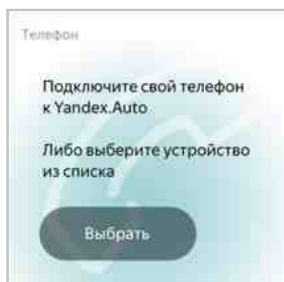 Телефон
Подключите свой телефон
к Yandex.Auto
Либо выберите устройство
из списка
Выбрать